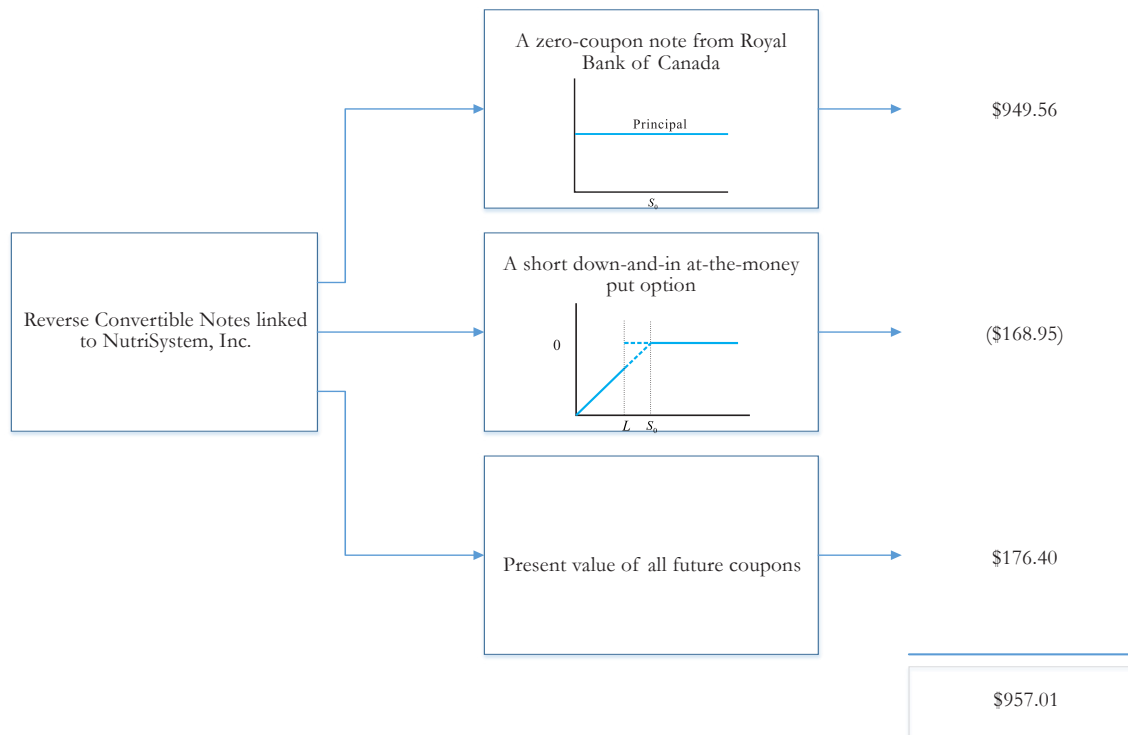 A zero-coupon note from Royal
Bank of Canada
Principal
S₀
$949.56
Reverse Convertible Notes linked
to NutriSystem, Inc.
A short down-and-in at-the-money
put option
0
L S₀
($168.95)
Present value of all future coupons
$176.40
$957.01